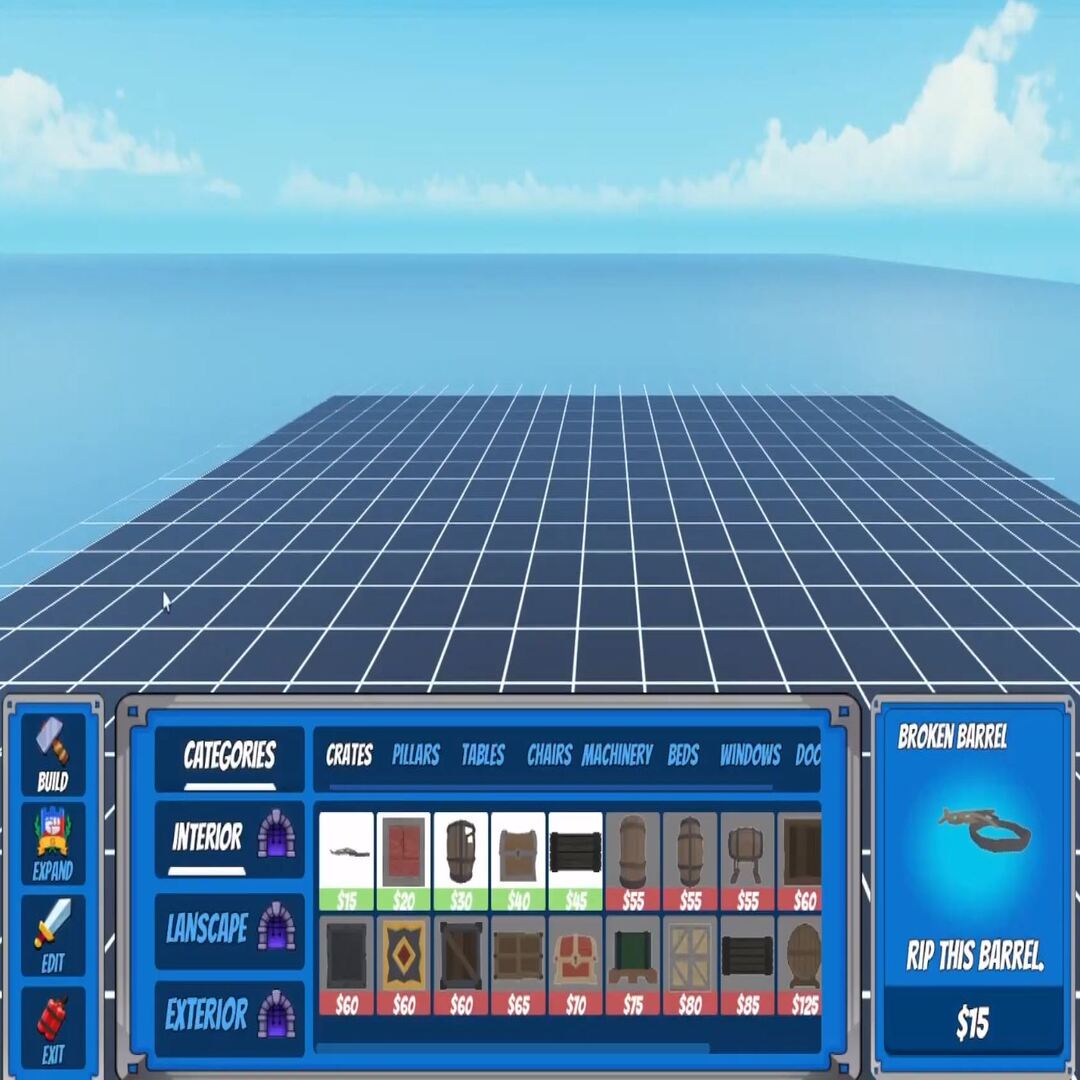 BUILD
EXPAND
EDIT
EXIT
CATEGORIES
INTERIOR
LANSCAPE
EXTERIOR
CRATES PILLARS TABLES CHAIRS MACHINERY BEDS WINDOWS DOO
$15 $20 $30 $40 $45 $55 $55 $55 $60
$60 $60 $60 $65 $70 $75 $80 $85 $125
BROKEN BARREL
RIP THIS BARREL.
$15